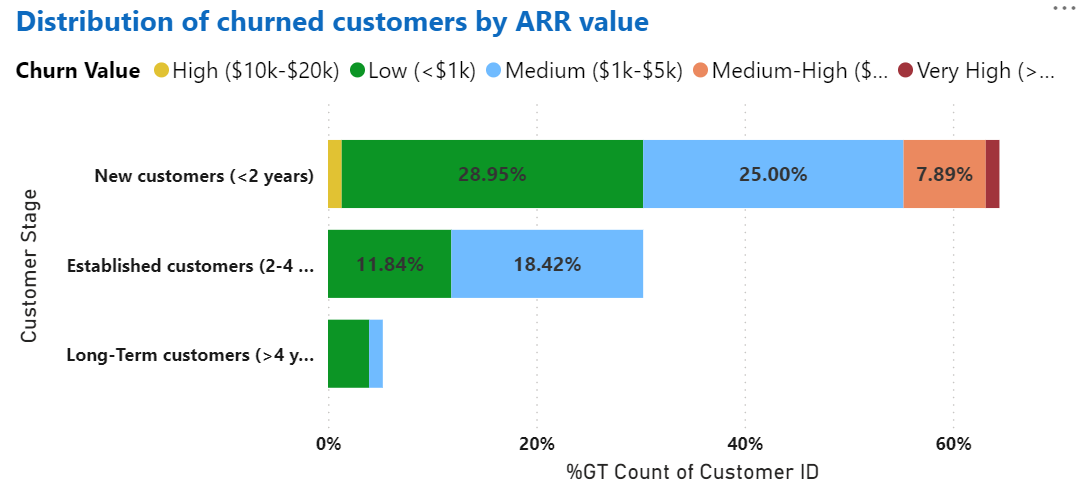 Distribution of churned customers by ARR value
Churn Value High ($10k-$20k) Low (<$1k) Medium ($1k-$5k) Medium-High ($... Very High (>...
New customers (<2 years)
28.95% 25.00% 7.89%
Established customers (2-4 ...
11.84% 18.42%
Long-Term customers (>4 y...
Customer Stage
0% 20% 40% 60%
%GT Count of Customer ID